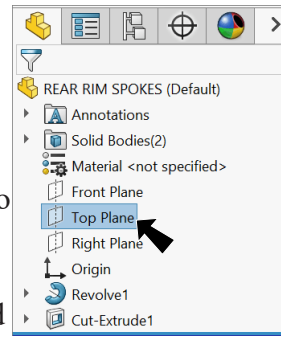 REAR RIM SPOKES (Default)
Annotations
Solid Bodies(2)
Material <not specified>
Front Plane
Top Plane
Right Plane
Origin
Revolve1
Cut-Extrude1